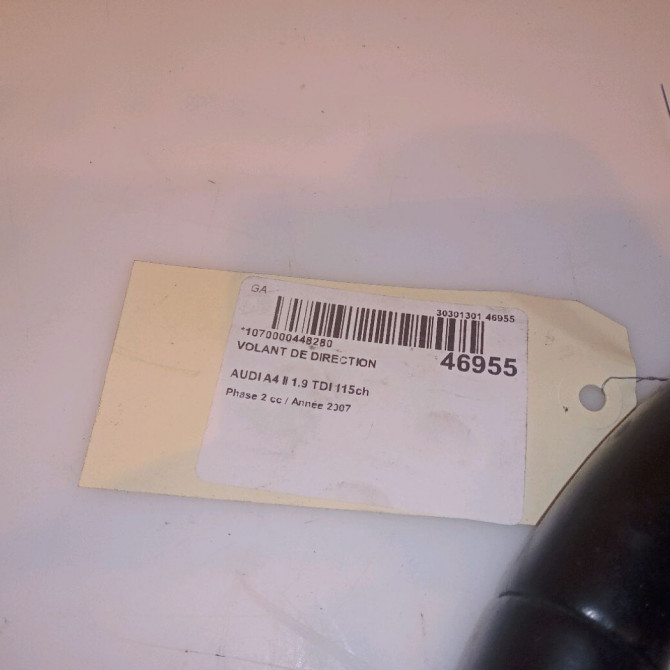 GA
30301301 46955
*1070000448280
46955
VOLANT DE DIRECTION
AUDI A4 II 1.9 TDI 115ch
Phase 2 cc / Année 2007